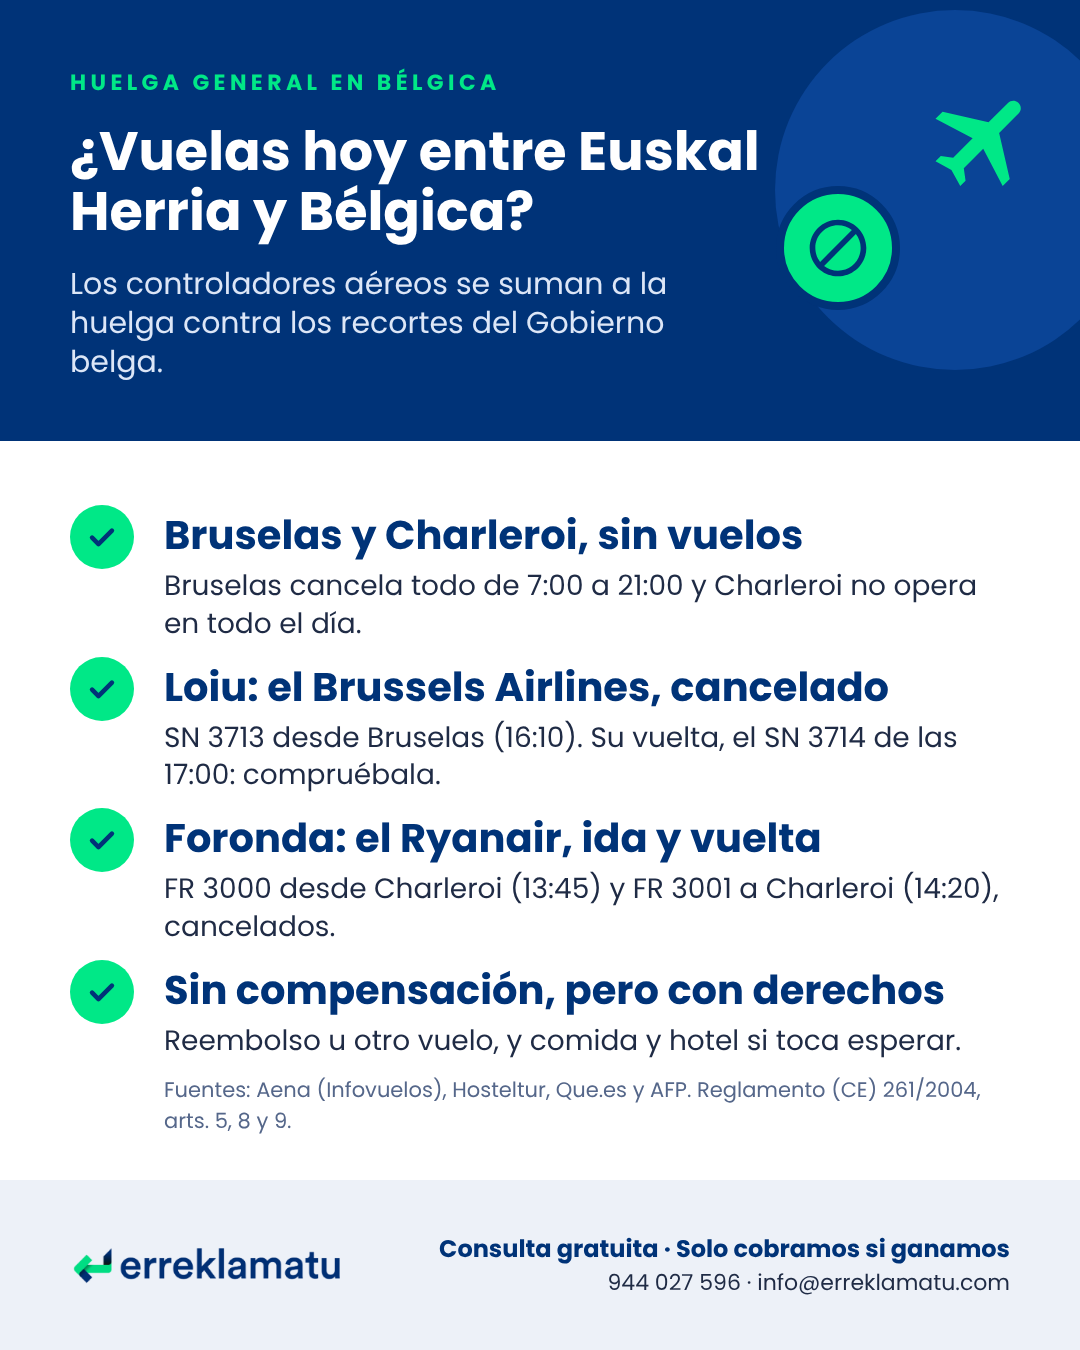 HUELGA GENERAL EN BÉLGICA
¿Vuelas hoy entre Euskal
Herria y Bélgica?
Los controladores aéreos se suman a la
huelga contra los recortes del Gobierno
belga.
Bruselas y Charleroi, sin vuelos
Bruselas cancela todo de 7:00 a 21:00 y Charleroi no opera
en todo el día.
Loiu: el Brussels Airlines, cancelado
SN 3713 desde Bruselas (16:10). Su vuelta, el SN 3714 de las
17:00: compruébala.
Foronda: el Ryanair, ida y vuelta
FR 3000 desde Charleroi (13:45) y FR 3001 a Charleroi (14:20),
cancelados.
Sin compensación, pero con derechos
Reembolso u otro vuelo, y comida y hotel si toca esperar.
Fuentes: Aena (Infovuelos), Hosteltur, Que.es y AFP. Reglamento (CE) 261/2004,
arts. 5, 8 y 9.
erreklamatu
Consulta gratuita · Solo cobramos si ganamos
944 027 596 · info@erreklamatu.com